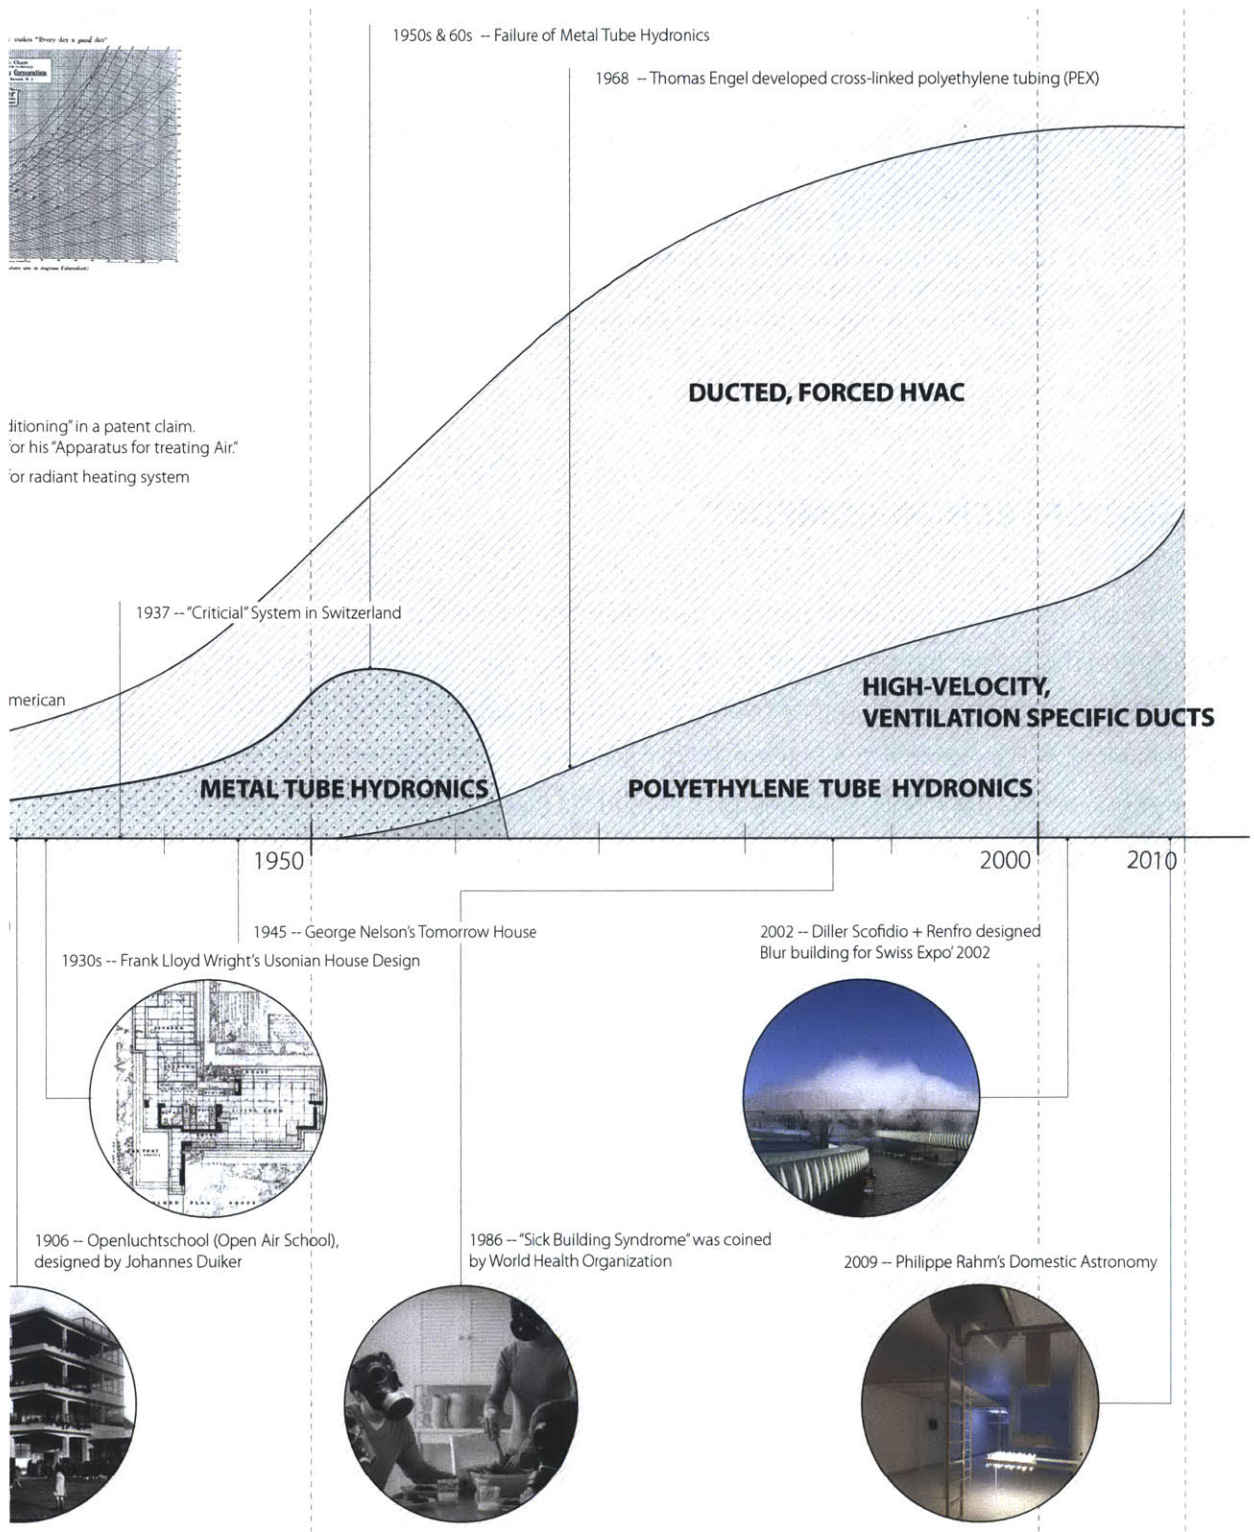 makes "Every day a good day"
Chart
Corporation
1950s & 60s -- Failure of Metal Tube Hydronics
1968 -- Thomas Engel developed cross-linked polyethylene tubing (PEX)
DUCTED, FORCED HVAC
ditioning" in a patent claim.
for his "Apparatus for treating Air."
for radiant heating system
1937 -- "Criticial" System in Switzerland
merican
HIGH-VELOCITY,
VENTILATION SPECIFIC DUCTS
METAL TUBE HYDRONICS
POLYETHYLENE TUBE HYDRONICS
1950
2000
2010
1945 -- George Nelson's Tomorrow House
1930s -- Frank Lloyd Wright's Usonian House Design
2002 -- Diller Scofidio + Renfro designed
Blur building for Swiss Expo' 2002
1906 -- Openluchtschool (Open Air School),
designed by Johannes Duiker
1986 -- "Sick Building Syndrome" was coined
by World Health Organization
2009 -- Philippe Rahm's Domestic Astronomy